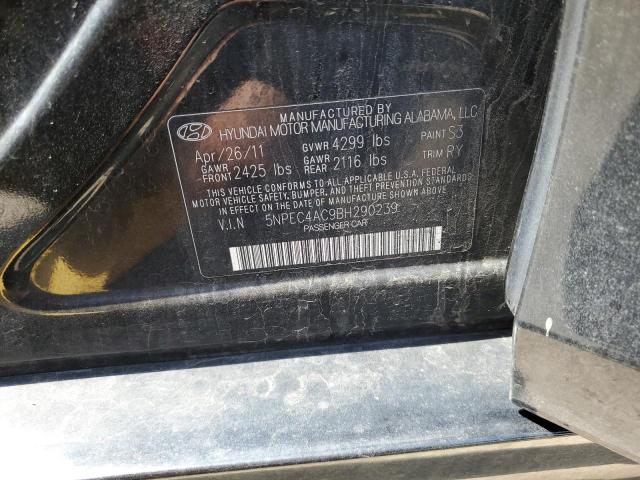 MANUFACTURED BY
HYUNDAI MOTOR MANUFACTURING ALABAMA, LLC
Apr/26/11 GVWR 4299 lbs PAINT S3
GAWR FRONT 2425 lbs GAWR REAR 2116 lbs TRIM RY
THIS VEHICLE CONFORMS TO ALL APPLICABLE U.S.A. FEDERAL
MOTOR VEHICLE SAFETY, BUMPER, AND THEFT PREVENTION STANDARDS
IN EFFECT ON THE DATE OF MANUFACTURE SHOWN ABOVE
V.I.N 5NPEC4AC9BH290239
PASSENGER CAR